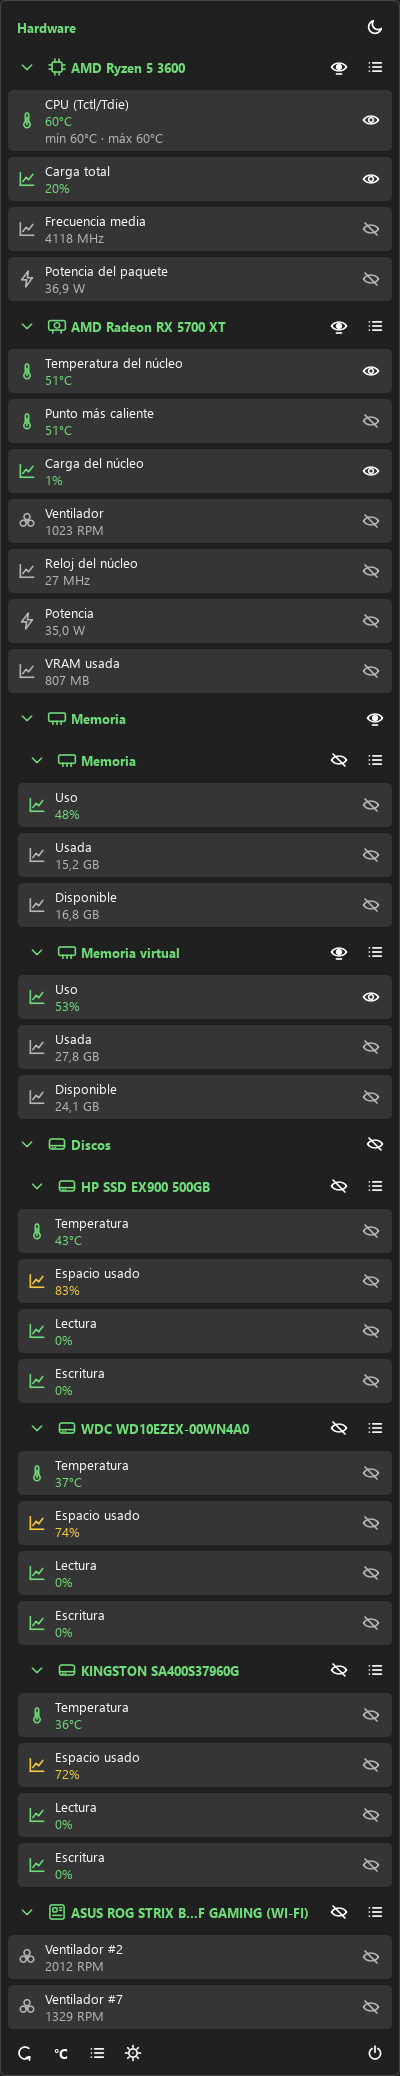 Hardware
AMD Ryzen 5 3600
CPU (Tctl/Tdie)
60°C
mín 60°C · máx 60°C
Carga total
20%
Frecuencia media
4118 MHz
Potencia del paquete
36,9 W
AMD Radeon RX 5700 XT
Temperatura del núcleo
51°C
Punto más caliente
51°C
Carga del núcleo
1%
Ventilador
1023 RPM
Reloj del núcleo
27 MHz
Potencia
35,0 W
VRAM usada
807 MB
Memoria
Memoria
Uso
48%
Usada
15,2 GB
Disponible
16,8 GB
Memoria virtual
Uso
53%
Usada
27,8 GB
Disponible
24,1 GB
Discos
HP SSD EX900 500GB
Temperatura
43°C
Espacio usado
83%
Lectura
0%
Escritura
0%
WDC WD10EZEX-00WN4A0
Temperatura
37°C
Espacio usado
74%
Lectura
0%
Escritura
0%
KINGSTON SA400S37960G
Temperatura
36°C
Espacio usado
72%
Lectura
0%
Escritura
0%
ASUS ROG STRIX B...F GAMING (WI-FI)
Ventilador #2
2012 RPM
Ventilador #7
1329 RPM
°C